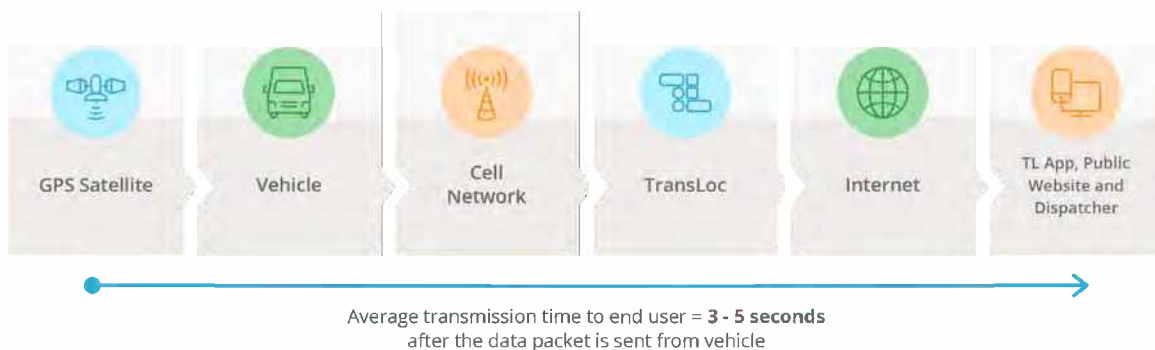 GPS Satellite
Vehicle
Cell
Network
TransLoc
Internet
TL App, Public
Website and
Dispatcher
Average transmission time to end user = 3 - 5 seconds
after the data packet is sent from vehicle